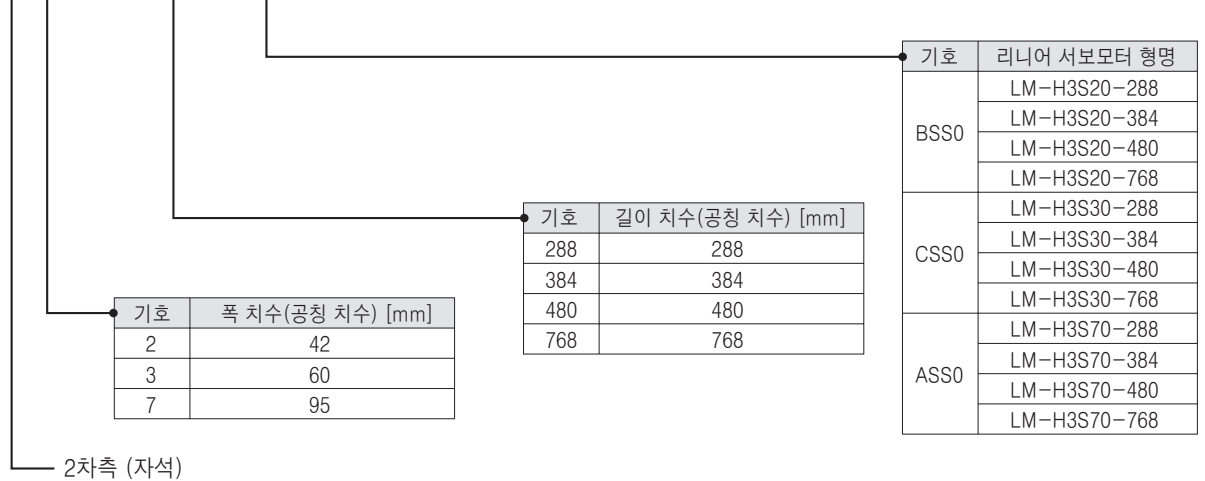 기호 리니어 서보모터 형명
BSS0 LM-H3S20-288
LM-H3S20-384
LM-H3S20-480
LM-H3S20-768
CSS0 LM-H3S30-288
LM-H3S30-384
LM-H3S30-480
LM-H3S30-768
ASS0 LM-H3S70-288
LM-H3S70-384
LM-H3S70-480
LM-H3S70-768
기호 길이 치수(공칭 치수) [mm]
288 288
384 384
480 480
768 768
기호 폭 치수(공칭 치수) [mm]
2 42
3 60
7 95
2차측 (자석)